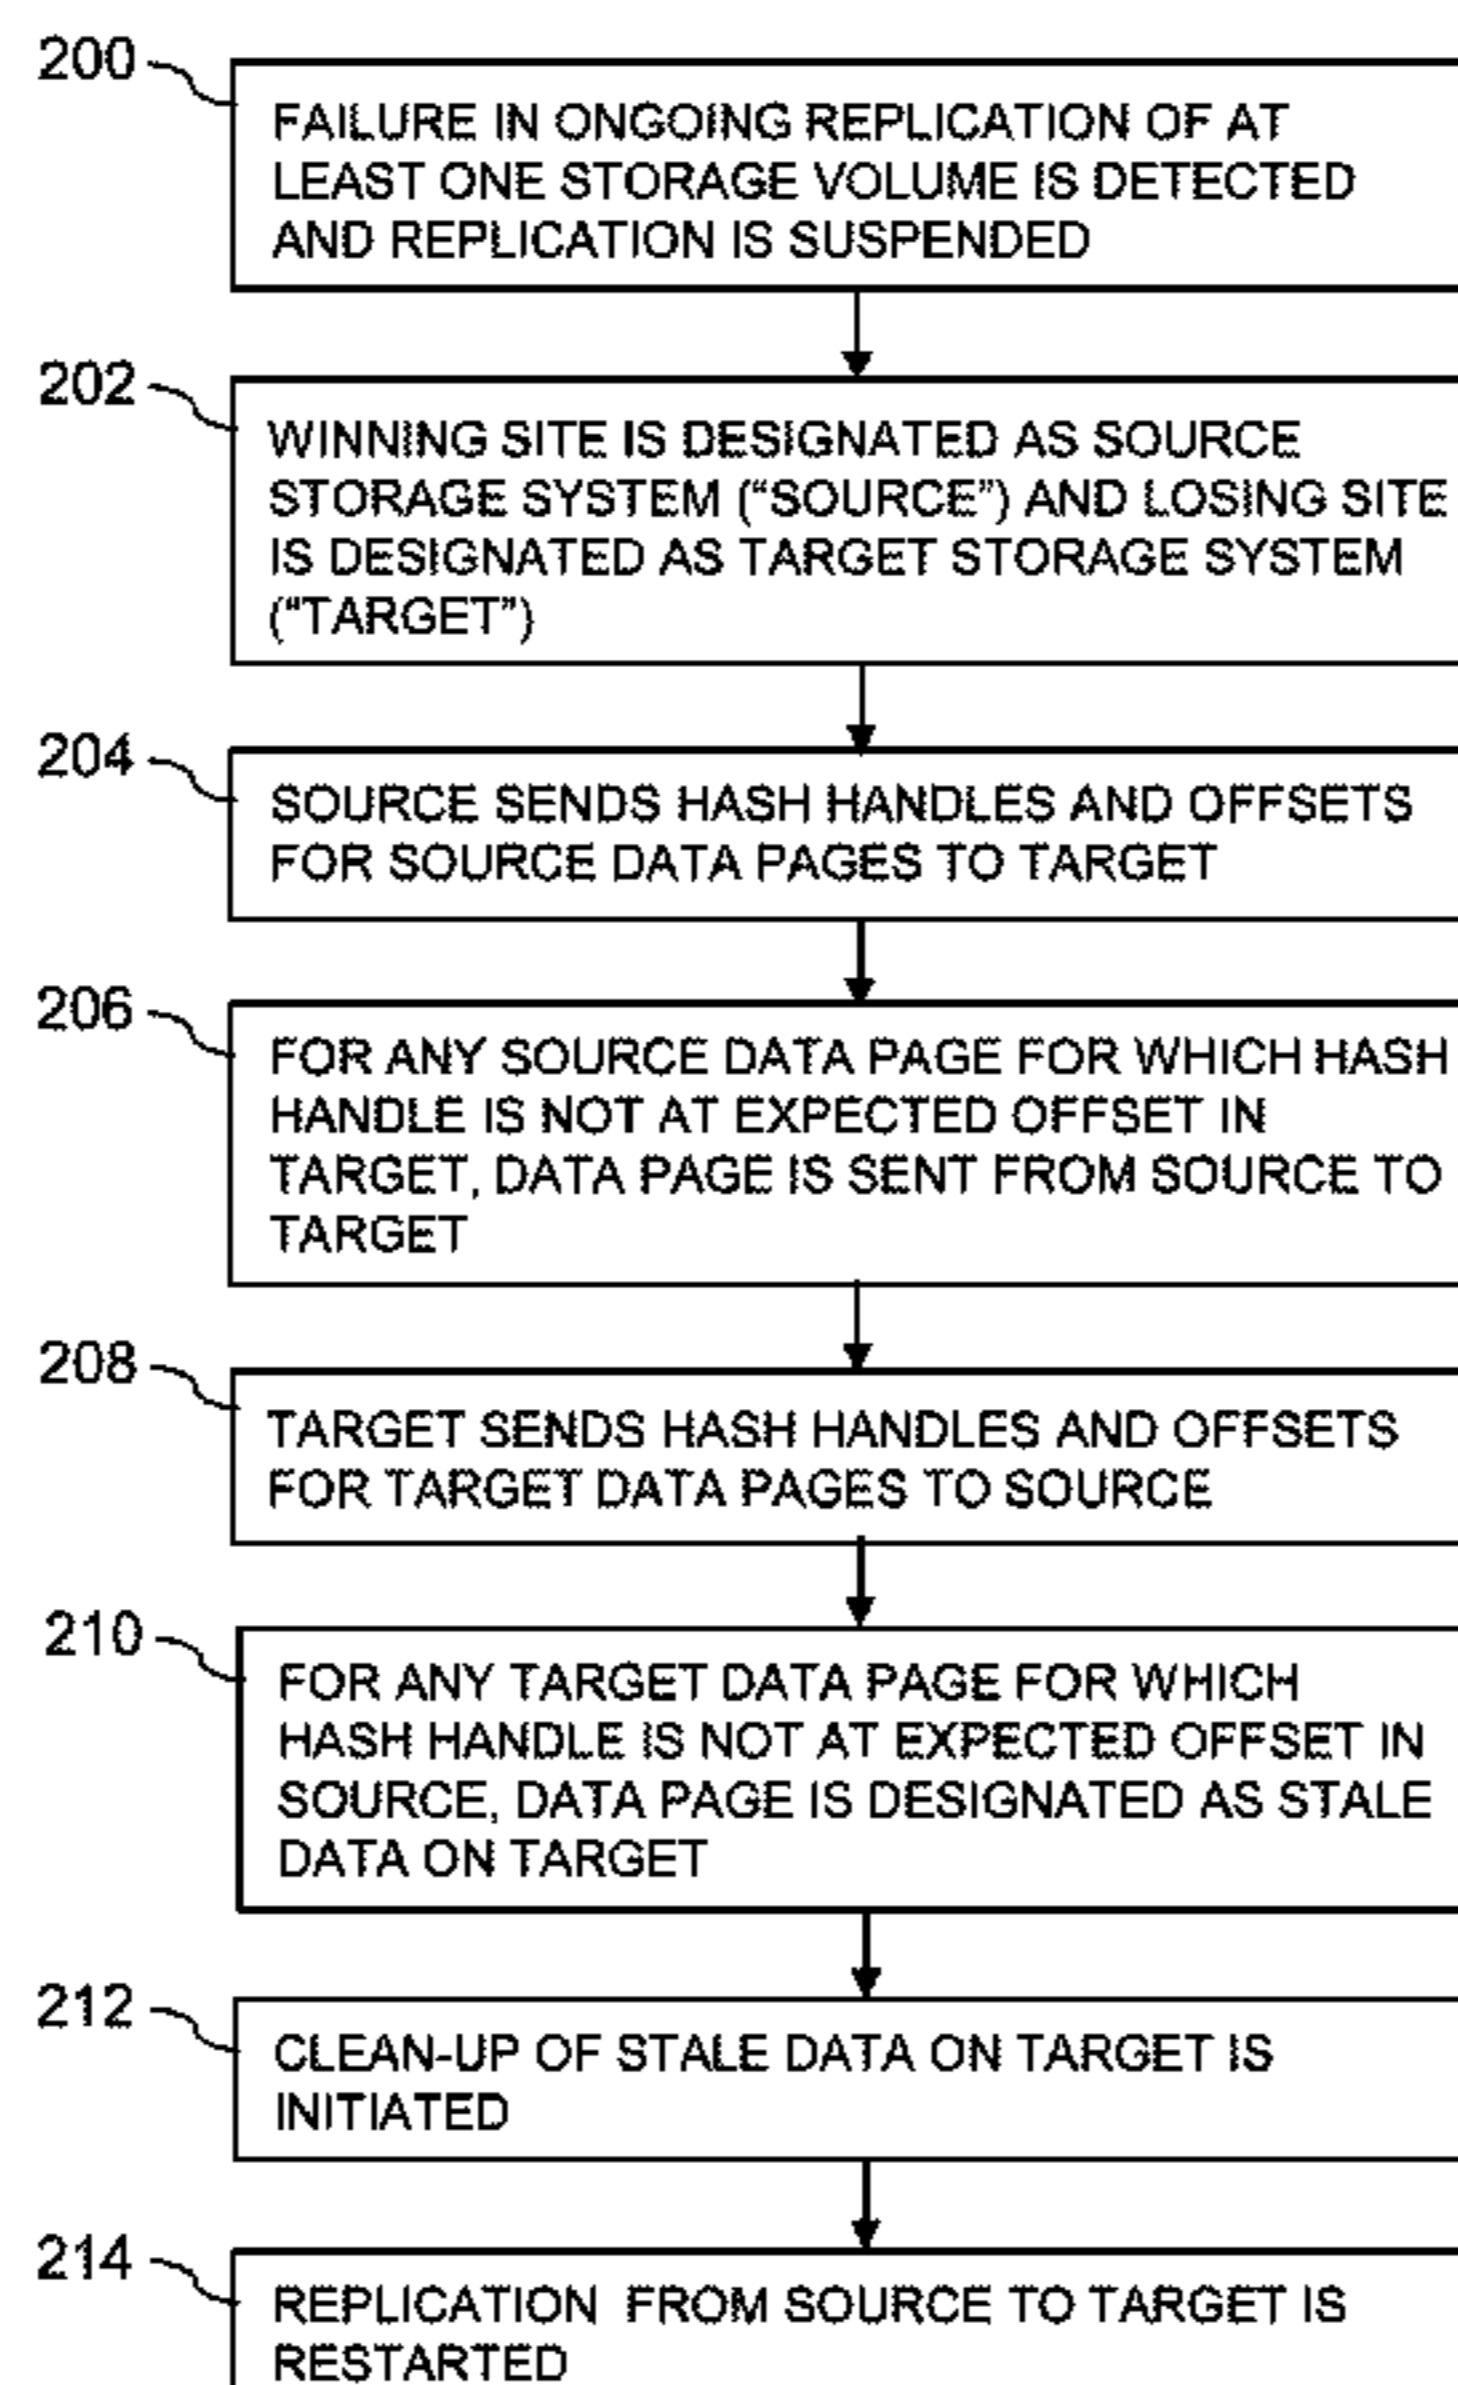 200
FAILURE IN ONGOING REPLICATION OF AT
LEAST ONE STORAGE VOLUME IS DETECTED
AND REPLICATION IS SUSPENDED
202
WINNING SITE IS DESIGNATED AS SOURCE
STORAGE SYSTEM (“SOURCE”) AND LOSING SITE
IS DESIGNATED AS TARGET STORAGE SYSTEM
(“TARGET”)
204
SOURCE SENDS HASH HANDLES AND OFFSETS
FOR SOURCE DATA PAGES TO TARGET
206
FOR ANY SOURCE DATA PAGE FOR WHICH HASH
HANDLE IS NOT AT EXPECTED OFFSET IN
TARGET, DATA PAGE IS SENT FROM SOURCE TO
TARGET
208
TARGET SENDS HASH HANDLES AND OFFSETS
FOR TARGET DATA PAGES TO SOURCE
210
FOR ANY TARGET DATA PAGE FOR WHICH
HASH HANDLE IS NOT AT EXPECTED OFFSET IN
SOURCE, DATA PAGE IS DESIGNATED AS STALE
DATA ON TARGET
212
CLEAN-UP OF STALE DATA ON TARGET IS
INITIATED
214
REPLICATION FROM SOURCE TO TARGET IS
RESTARTED